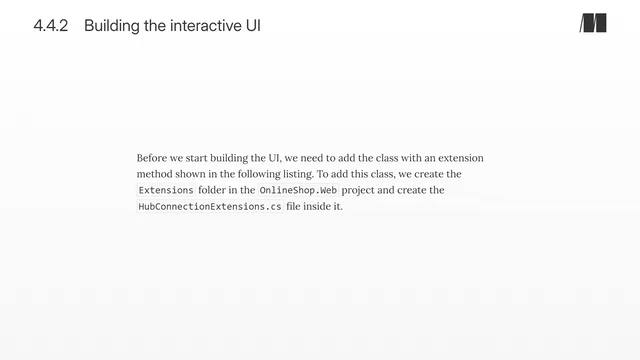 4.4.2 Building the interactive UI
Before we start building the UI, we need to add the class with an extension
method shown in the following listing. To add this class, we create the
Extensions folder in the OnlineShop.Web project and create the
HubConnectionExtensions.cs file inside it.